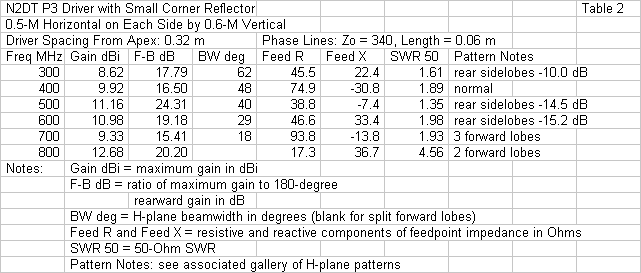 N2DT P3 Driver with Small Corner Reflector Table 2
0.5-M Horizontal on Each Side by 0.6-M Vertical
Driver Spacing From Apex: 0.32 m Phase Lines: Zo = 340, Length = 0.06 m
Freq MHz Gain dBi F-B dB BW deg Feed R Feed X SWR 50 Pattern Notes
300 8.62 17.79 62 45.5 22.4 1.61 rear sidelobes -10.0 dB
400 9.92 16.50 48 74.9 -30.8 1.89 normal
500 11.16 24.31 40 38.8 -7.4 1.35 rear sidelobes -14.5 dB
600 10.98 19.18 29 46.6 33.4 1.98 rear sidelobes -15.2 dB
700 9.33 15.41 18 93.8 -13.8 1.93 3 forward lobes
800 12.68 20.20 17.3 36.7 4.56 2 forward lobes
Notes: Gain dBi = maximum gain in dBi
F-B dB = ratio of maximum gain to 180-degree
rearward gain in dB
BW deg = H-plane beamwidth in degrees (blank for split forward lobes)
Feed R and Feed X = resistive and reactive components of feedpoint impedance in Ohms
SWR 50 = 50-Ohm SWR
Pattern Notes: see associated gallery of H-plane patterns